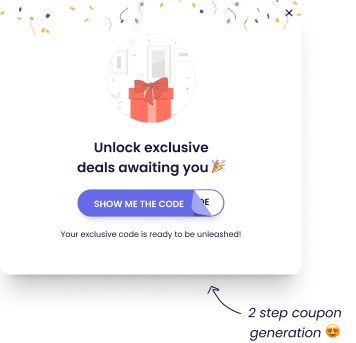 Unlock exclusive
deals awaiting you 🎉
SHOW ME THE CODE DE
Your exclusive code is ready to be unleashed!
2 step coupon
generation 😍